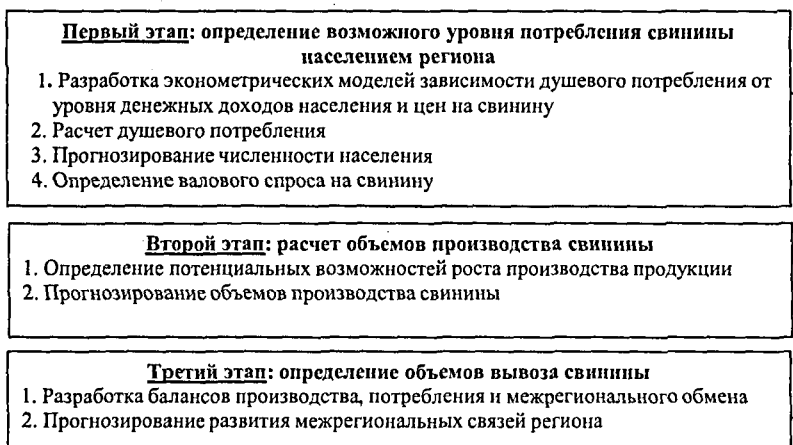 Первый этап: определение возможного уровня потребления свинины
населением региона
1. Разработка эконометрических моделей зависимости душевого потребления от
уровня денежных доходов населения и цен на свинину
2. Расчет душевого потребления
3. Прогнозирование численности населения
4. Определение валового спроса на свинину
Второй этап: расчет объемов производства свинины
1. Определение потенциальных возможностей роста производства продукции
2. Прогнозирование объемов производства свинины
Третий этап: определение объемов вывоза свинины
1. Разработка балансов производства, потребления и межрегионального обмена
2. Прогнозирование развития межрегиональных связей региона